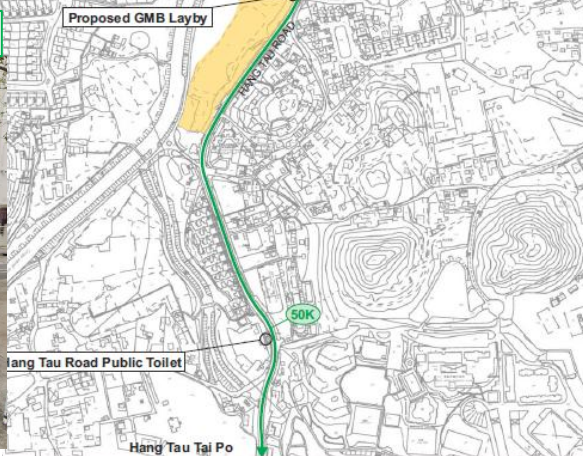 Proposed GMB Layby
HANG TAU ROAD
50K
Hang Tau Road Public Toilet
Hang Tau Tai Po